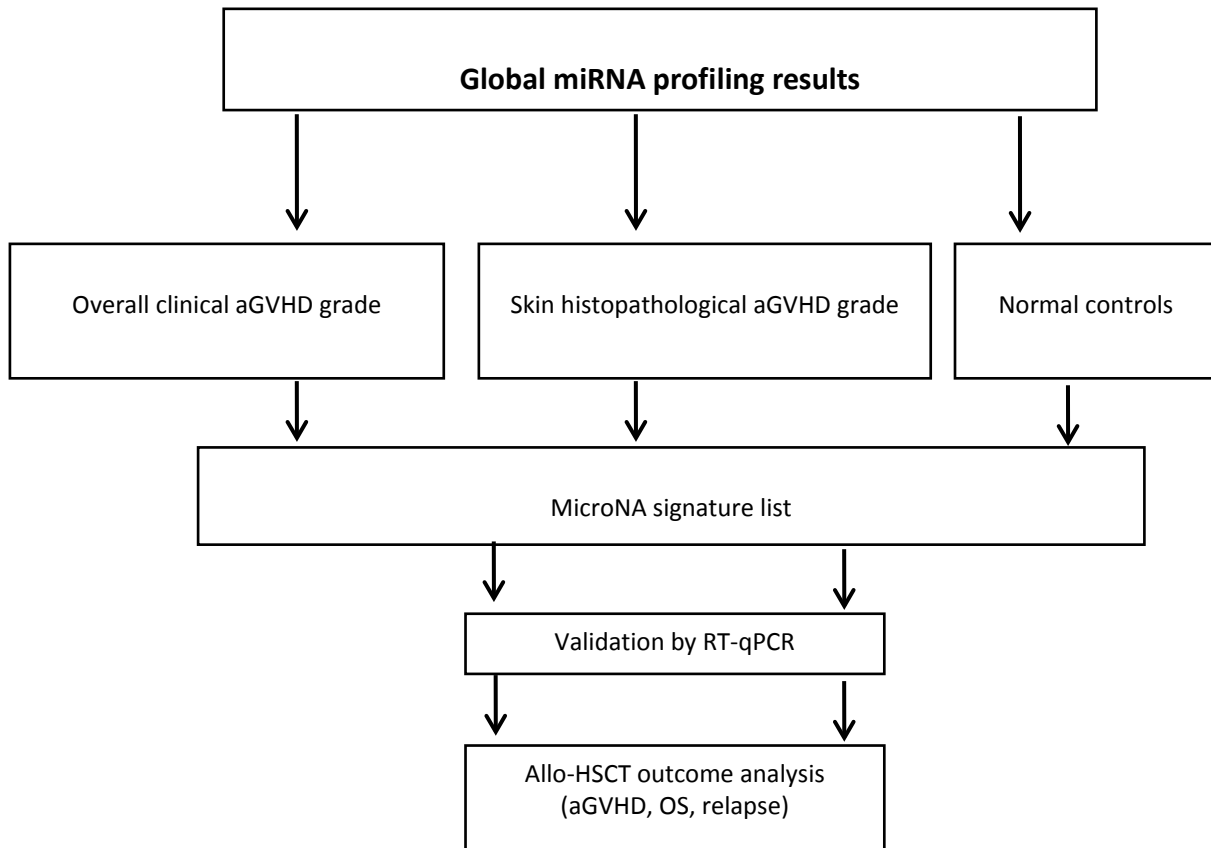 Global miRNA profiling results
Overall clinical aGVHD grade
Skin histopathological aGVHD grade
Normal controls
MicroNA signature list
Validation by RT-qPCR
Allo-HSCT outcome analysis
(aGVHD, OS, relapse)